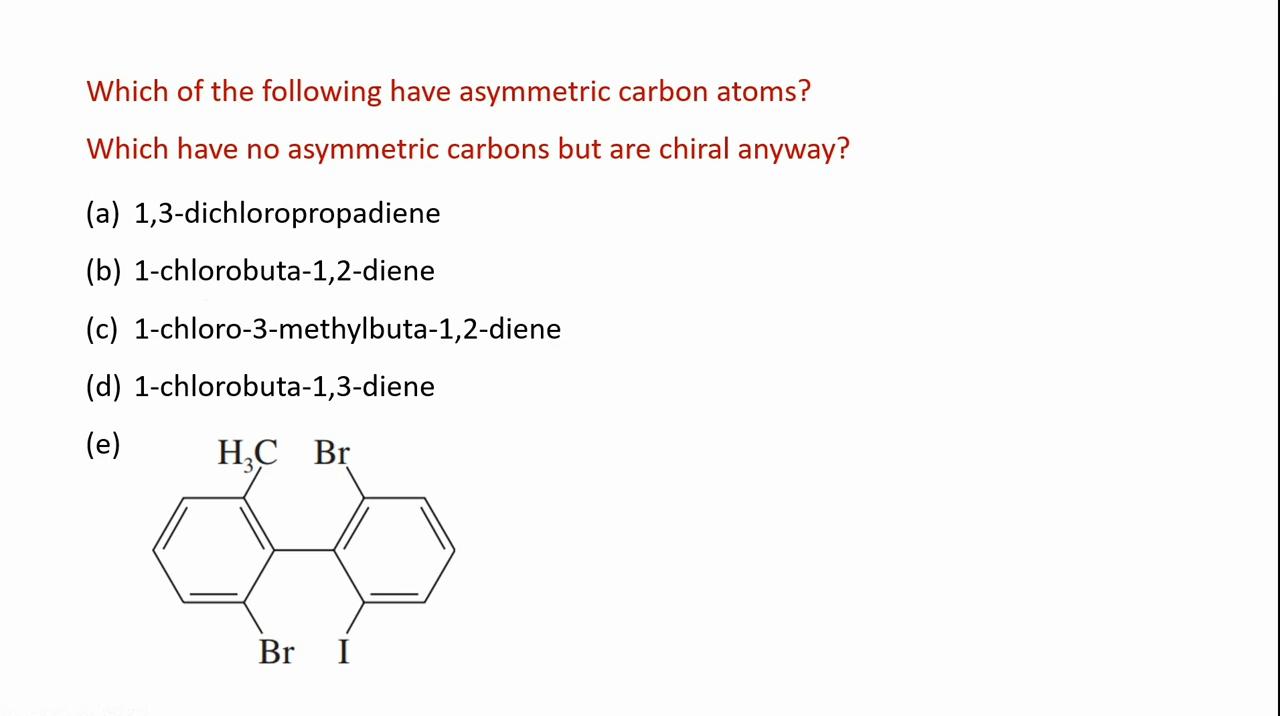 Which of the following have asymmetric carbon atoms?
Which have no asymmetric carbons but are chiral anyway?
(a) 1,3-dichloropropadiene
(b) 1-chlorobuta-1,2-diene
(c) 1-chloro-3-methylbuta-1,2-diene
(d) 1-chlorobuta-1,3-diene
(e)
H₃C Br
Br I